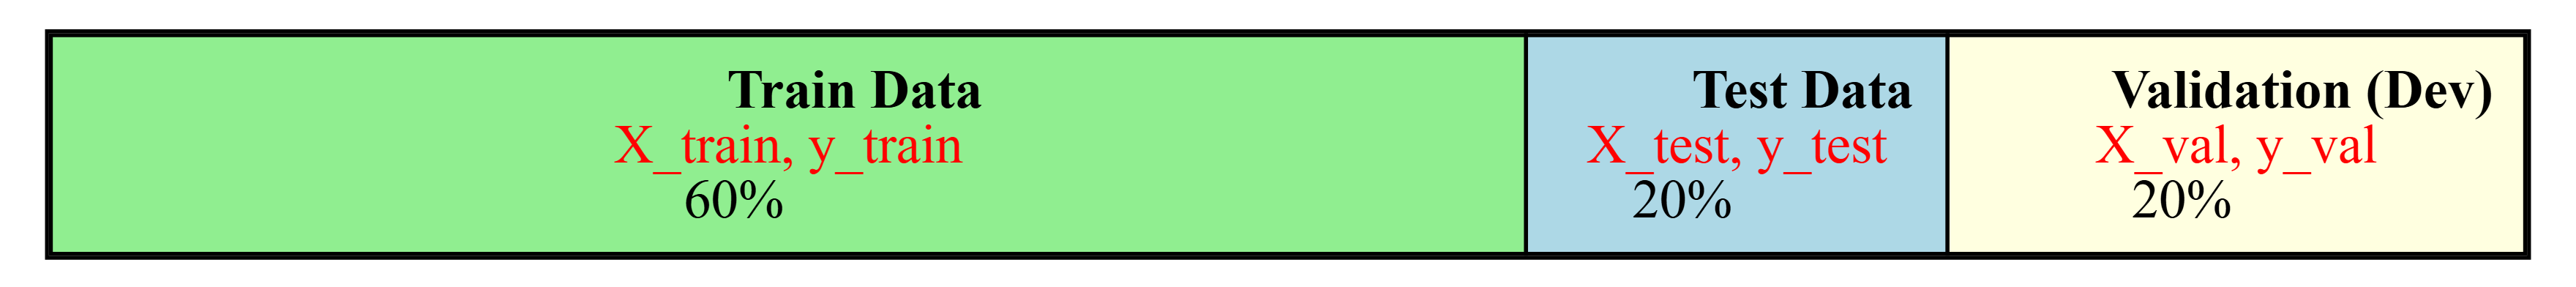 Train Data
X_train, y_train
60%
Test Data
X_test, y_test
20%
Validation (Dev)
X_val, y_val
20%